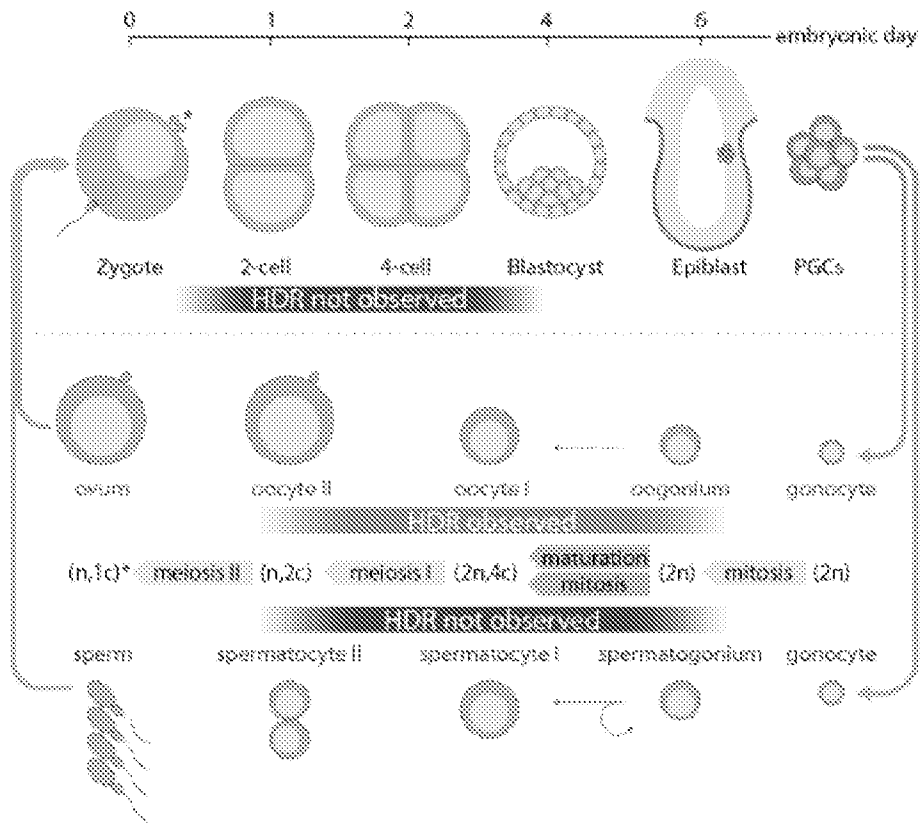 0 1 2 4 6
embryonic day
*
Zygote 2-cell 4-cell Blastocyst Epiblast PGCs
HDR not observed
ovum oocyte II oocyte I oogonium gonocyte
HDR observed
(n,1c)* meiosis II (n,2c) meiosis I (2n,4c) maturation mitosis (2n) mitosis (2n)
HDR not observed
sperm spermatocyte II spermatocyte I spermatogonium gonocyte